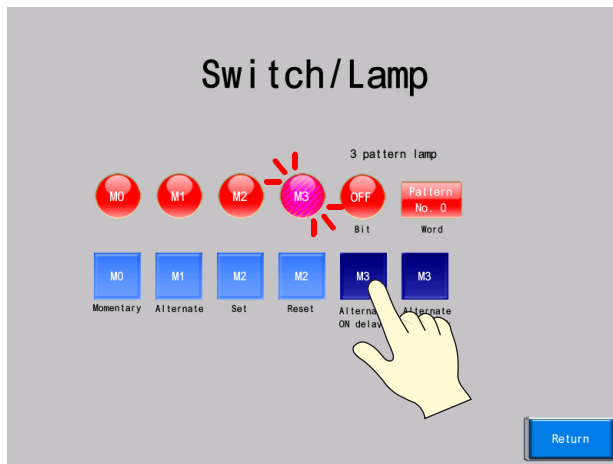 Switch/Lamp
3 pattern lamp
M0 M1 M2 M3 OFF Pattern
No. 0
Bit Word
M0 M1 M2 M2 M3 M3
Momentary Alternate Set Reset Alternate
ON delay
Return